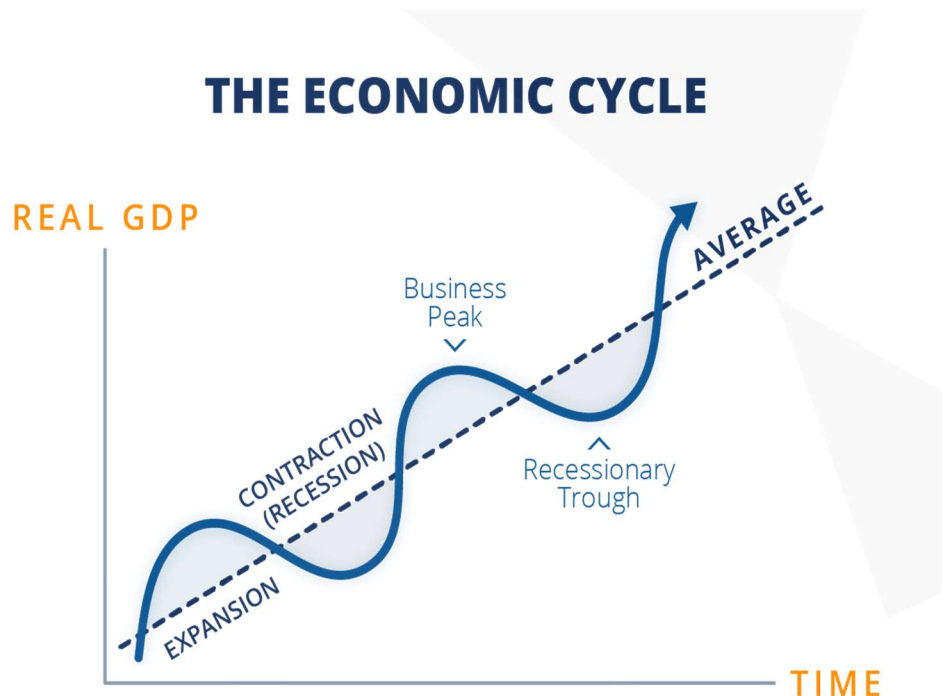 THE ECONOMIC CYCLE
REAL GDP
AVERAGE
Business
Peak
CONTRACTION
(RECESSION)
Recessionary
Trough
EXPANSION
TIME